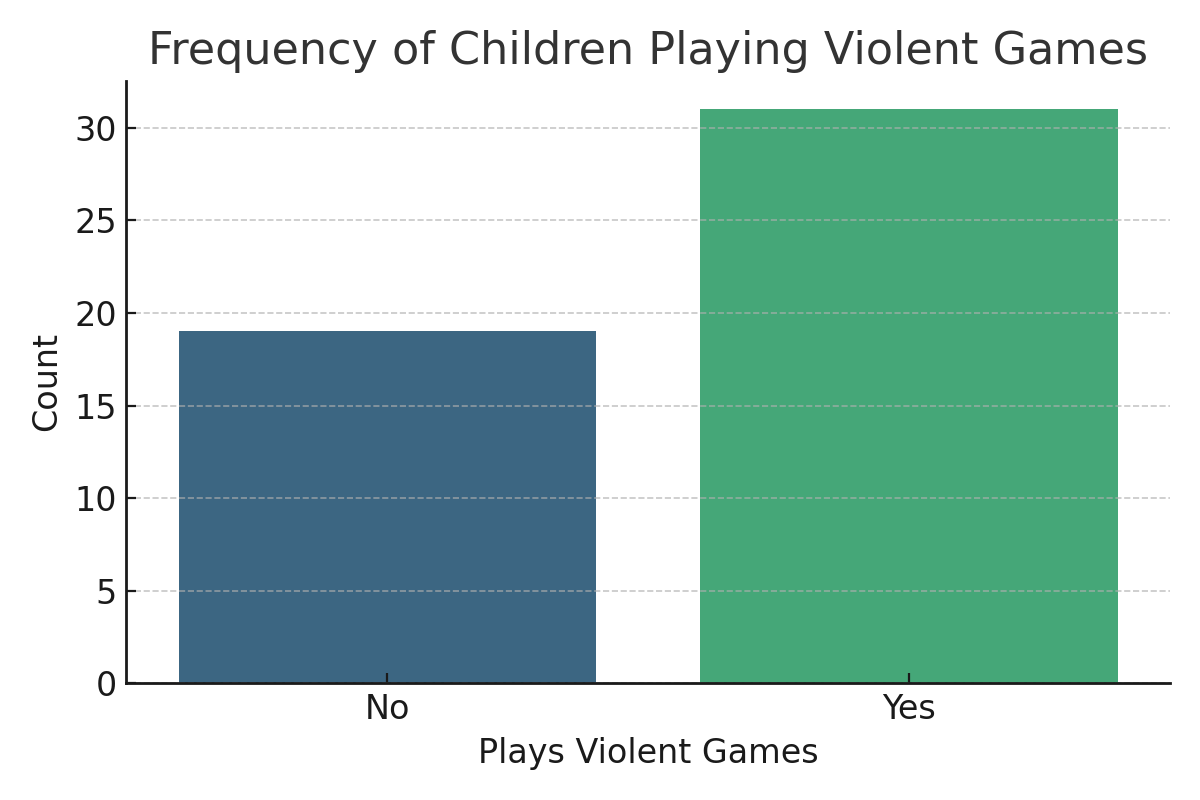 Frequency of Children Playing Violent Games
30
25
20
15
10
5
0
Count
No
Yes
Plays Violent Games